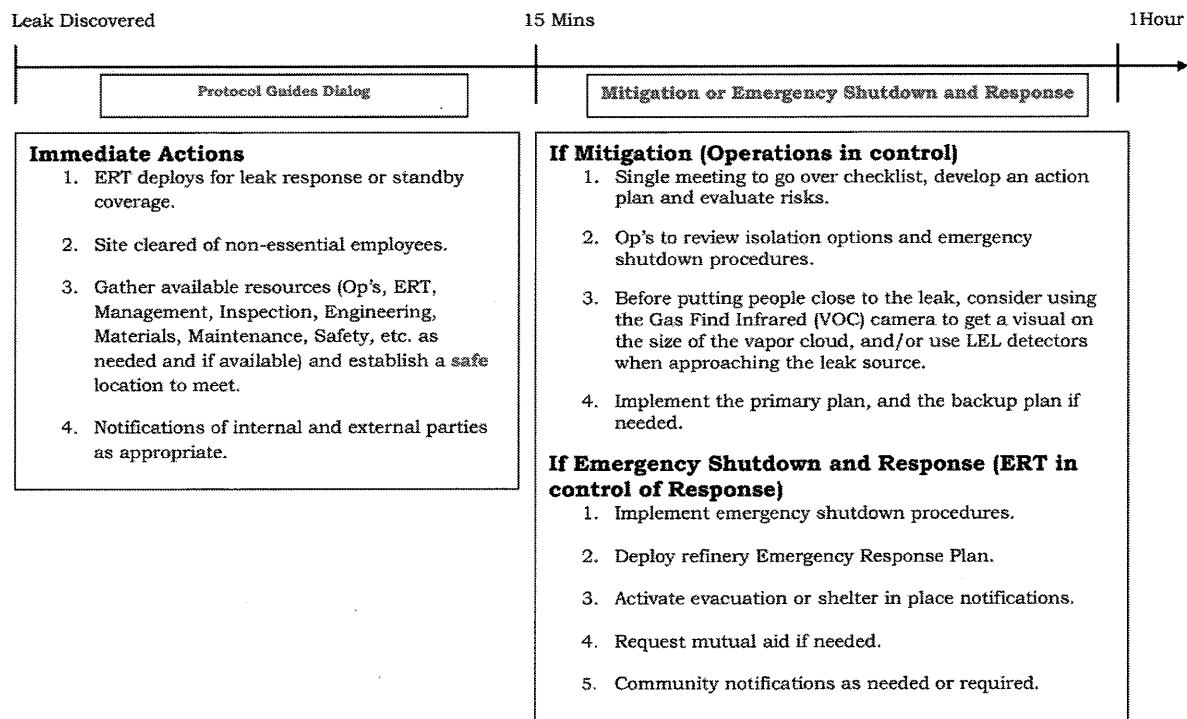 Leak Discovered
15 Mins
1Hour
Protocol Guides Dialog
Mitigation or Emergency Shutdown and Response
Immediate Actions
1. ERT deploys for leak response or standby
coverage.
2. Site cleared of non-essential employees.
3. Gather available resources (Op's, ERT,
Management, Inspection, Engineering,
Materials, Maintenance, Safety, etc. as
needed and if available) and establish a safe
location to meet.
4. Notifications of internal and external parties
as appropriate.
If Mitigation (Operations in control)
1. Single meeting to go over checklist, develop an action
plan and evaluate risks.
2. Op's to review isolation options and emergency
shutdown procedures.
3. Before putting people close to the leak, consider using
the Gas Find Infrared (VOC) camera to get a visual on
the size of the vapor cloud, and/or use LEL detectors
when approaching the leak source.
4. Implement the primary plan, and the backup plan if
needed.
If Emergency Shutdown and Response (ERT in
control of Response)
1. Implement emergency shutdown procedures.
2. Deploy refinery Emergency Response Plan.
3. Activate evacuation or shelter in place notifications.
4. Request mutual aid if needed.
5. Community notifications as needed or required.